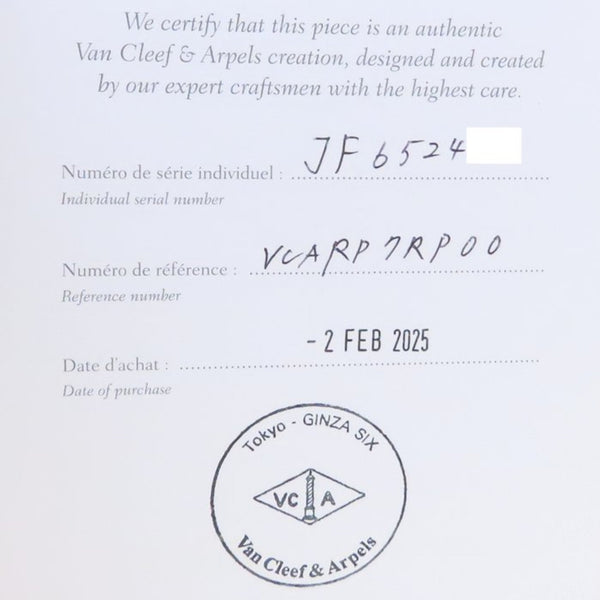 We certify that this piece is an authentic
Van Cleef & Arpels creation, designed and created
by our expert craftsmen with the highest care.
Numéro de série individuel : JF6524
Individual serial number
Numéro de référence : VCARP7RP00
Reference number
Date d'achat : -2 FEB 2025
Date of purchase
Tokyo - GINZA SIX
VC A
Van Cleef & Arpels